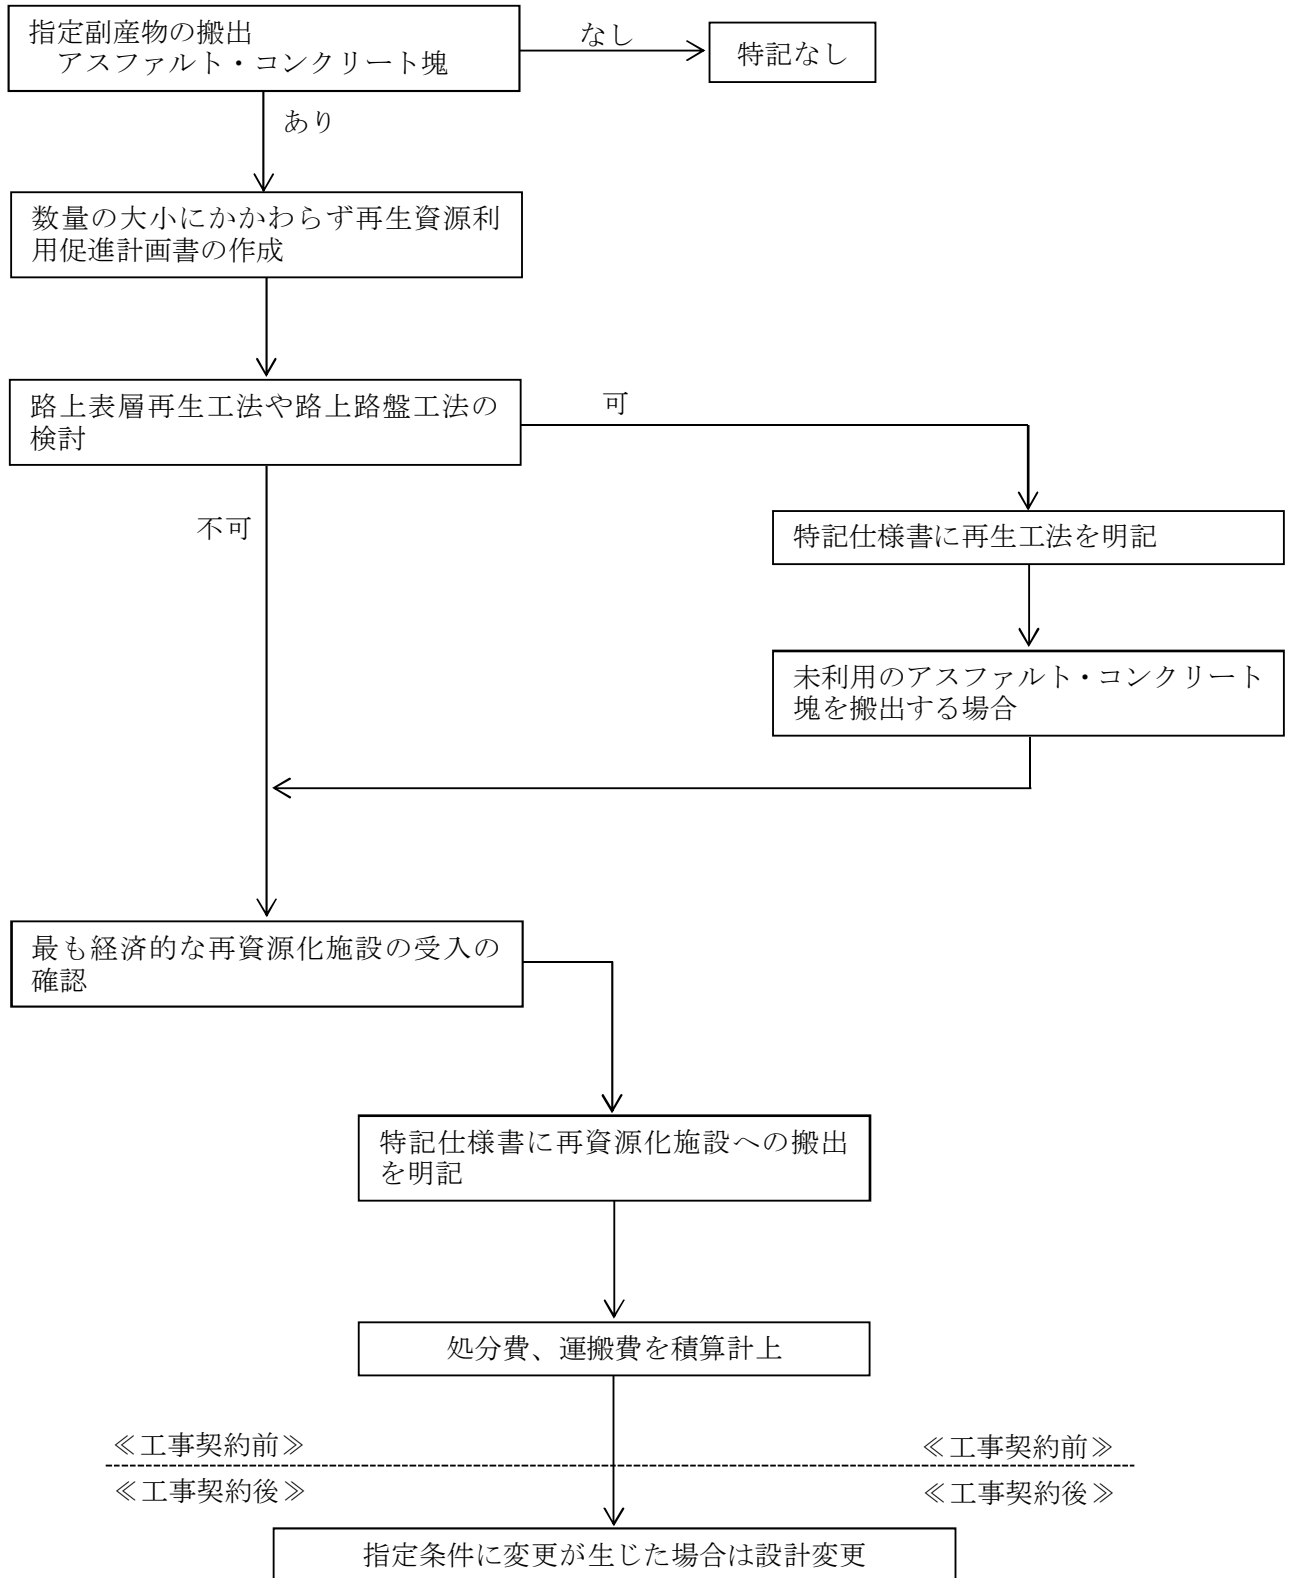 指定副産物の搬出
アスファルト・コンクリート塊
なし
特記なし
あり
数量の大小にかかわらず再生資源利
用促進計画書の作成
路上表層再生工法や路上路盤工法の
検討
可
不可
特記仕様書に再生工法を明記
未利用のアスファルト・コンクリート
塊を搬出する場合
最も経済的な再資源化施設の受入の
確認
特記仕様書に再資源化施設への搬出
を明記
処分費、運搬費を積算計上
≪工事契約前≫
≪工事契約前≫
≪工事契約後≫
≪工事契約後≫
指定条件に変更が生じた場合は設計変更